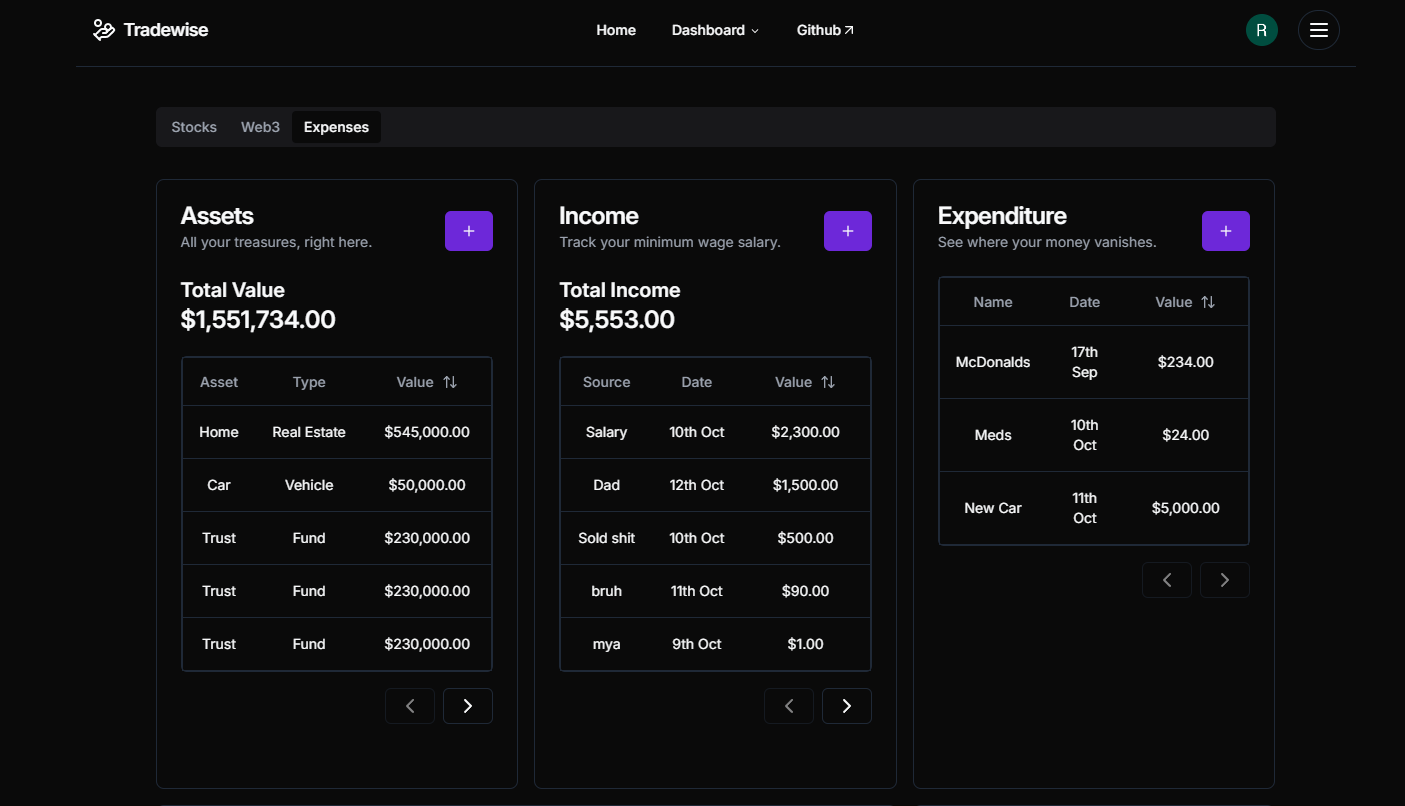 Tradewise Home Dashboard Github R
Stocks Web3 Expenses
Assets
All your treasures, right here.
+
Total Value
$1,551,734.00
Asset Type Value
Home Real Estate $545,000.00
Car Vehicle $50,000.00
Trust Fund $230,000.00
Trust Fund $230,000.00
Trust Fund $230,000.00
Income
Track your minimum wage salary.
+
Total Income
$5,553.00
Source Date Value
Salary 10th Oct $2,300.00
Dad 12th Oct $1,500.00
Sold shit 10th Oct $500.00
bruh 11th Oct $90.00
mya 9th Oct $1.00
Expenditure
See where your money vanishes.
+
Name Date Value
McDonalds 17th Sep $234.00
Meds 10th Oct $24.00
New Car 11th Oct $5,000.00